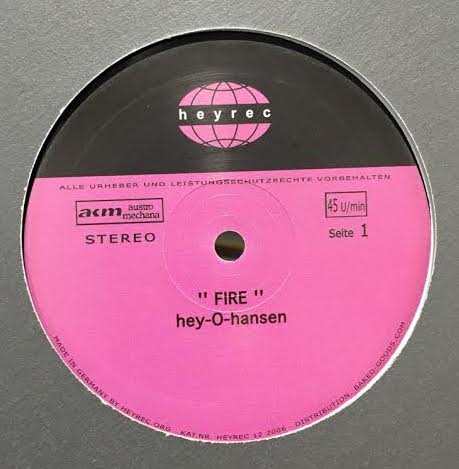 heyrec
ALLE URHEBER UND LEISTUNGSSCHUTZRECHTE VORBEHALTEN
akm austro mechana
45 U/min
STEREO
Seite 1
" FIRE "
hey-O-hansen
MADE IN GERMANY BY HEYREC.ORG - KAT.NR. HEYREC 12 2006 - DISTRIBUTION, BAKED-GOODS.COM